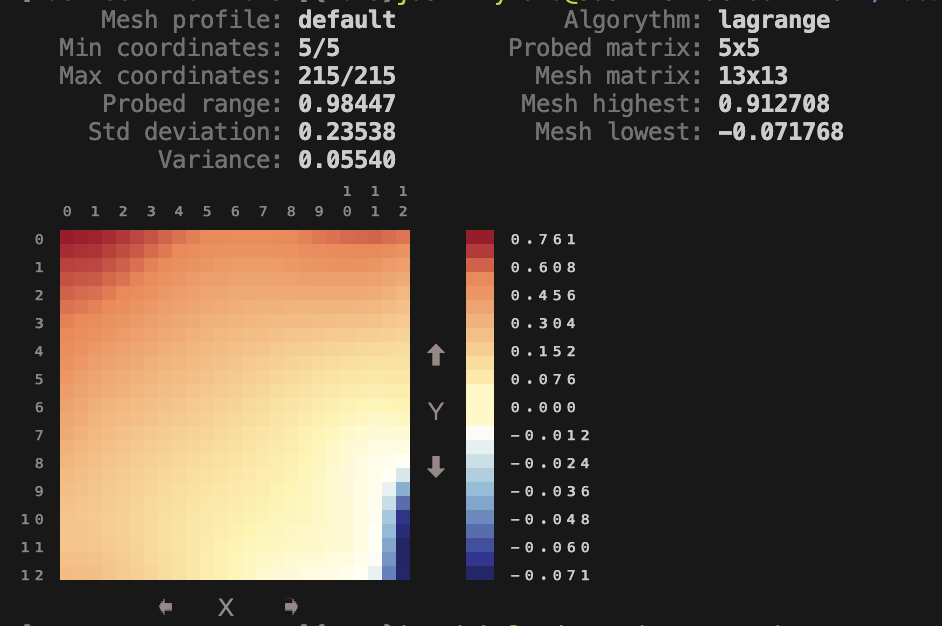 Mesh profile: default Algorythm: lagrange
Min coordinates: 5/5 Probed matrix: 5x5
Max coordinates: 215/215 Mesh matrix: 13x13
Probed range: 0.98447 Mesh highest: 0.912708
Std deviation: 0.23538 Mesh lowest: −0.071768
Variance: 0.05540
1 1 1
0 1 2 3 4 5 6 7 8 9 0 1 2
0 0.761
1 0.608
2 0.456
3 0.304
4 0.152
5 0.076
6 Y 0.000
7 −0.012
8 −0.024
9 −0.036
10 −0.048
11 −0.060
12 −0.071
X